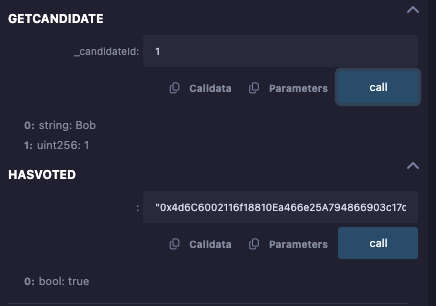 GETCANDIDATE
_candidateId: 1
Calldata Parameters call
0: string: Bob
1: uint256: 1
HASVOTED
: "0x4d6C6002116f18810Ea466e25A794866903c17c
Calldata Parameters call
0: bool: true